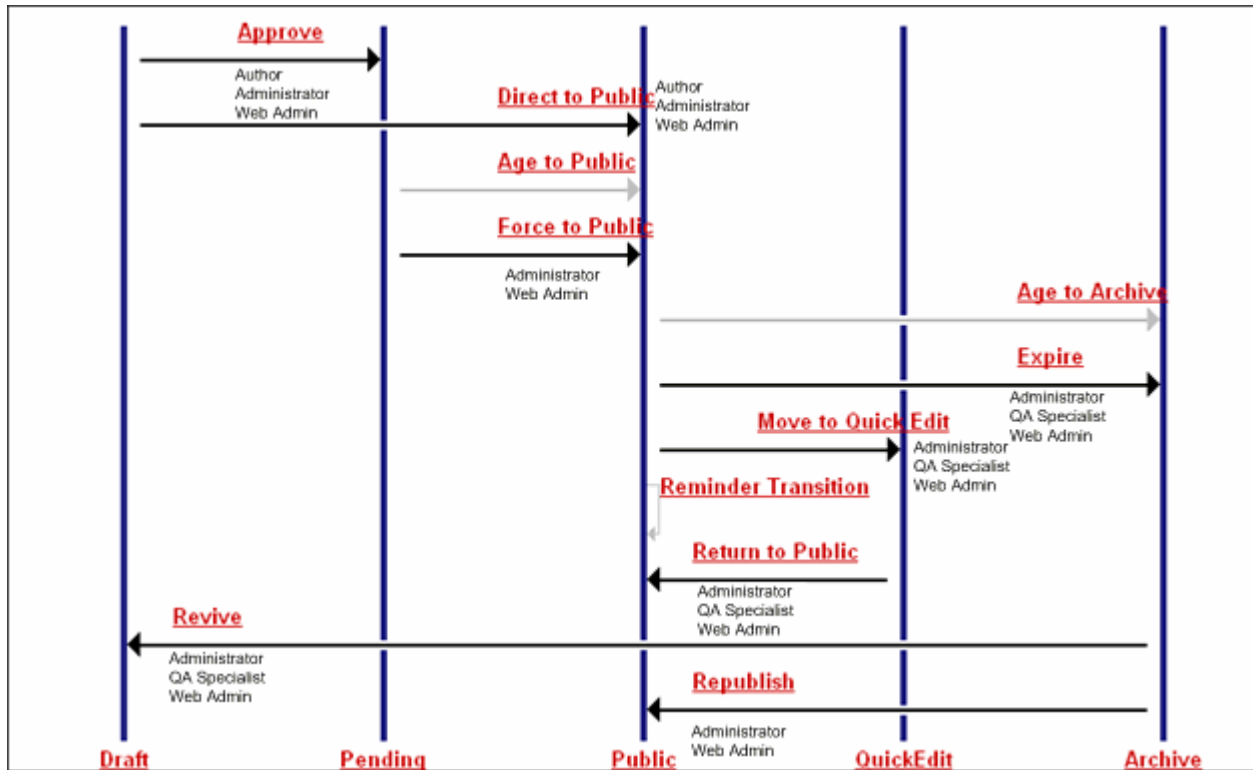 Approve
Author
Administrator
Web Admin
Direct to Public
Author
Administrator
Web Admin
Age to Public
Force to Public
Administrator
Web Admin
Age to Archive
Expire
Administrator
QA Specialist
Web Admin
Move to Quick Edit
Administrator
QA Specialist
Web Admin
Reminder Transition
Return to Public
Administrator
QA Specialist
Web Admin
Revive
Administrator
QA Specialist
Web Admin
Republish
Administrator
Web Admin
Draft
Pending
Public
QuickEdit
Archive